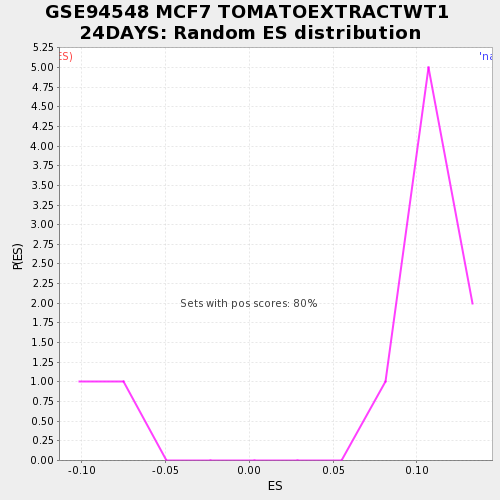 GSE94548 MCF7 TOMATOEXTRACTWT1
24DAYS: Random ES distribution
5.25
ES)
'na
5.00
4.75
4.50
4.25
4.00
3.75
3.50
3.25
3.00
2.75
2.50
2.25
2.00
1.75
1.50
1.25
1.00
0.75
0.50
0.25
0.00
P(ES)
Sets with pos scores: 80%
-0.10 -0.05 0.00 0.05 0.10
ES